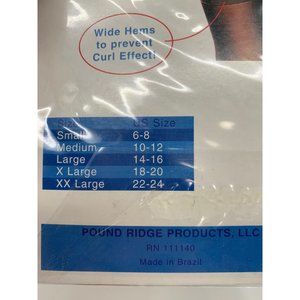 Wide Hems
to prevent
Curl Effect!
Size US Size
Small 6-8
Medium 10-12
Large 14-16
X Large 18-20
XX Large 22-24
POUND RIDGE PRODUCTS, LLC
RN 111140
Made in Brazil